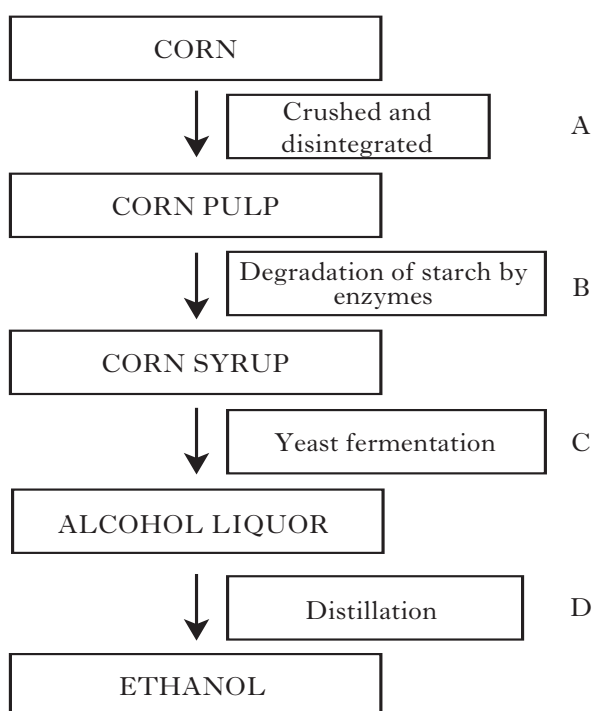 CORN
Crushed and
disintegrated
A
CORN PULP
Degradation of starch by
enzymes
B
CORN SYRUP
Yeast fermentation
C
ALCOHOL LIQUOR
Distillation
D
ETHANOL